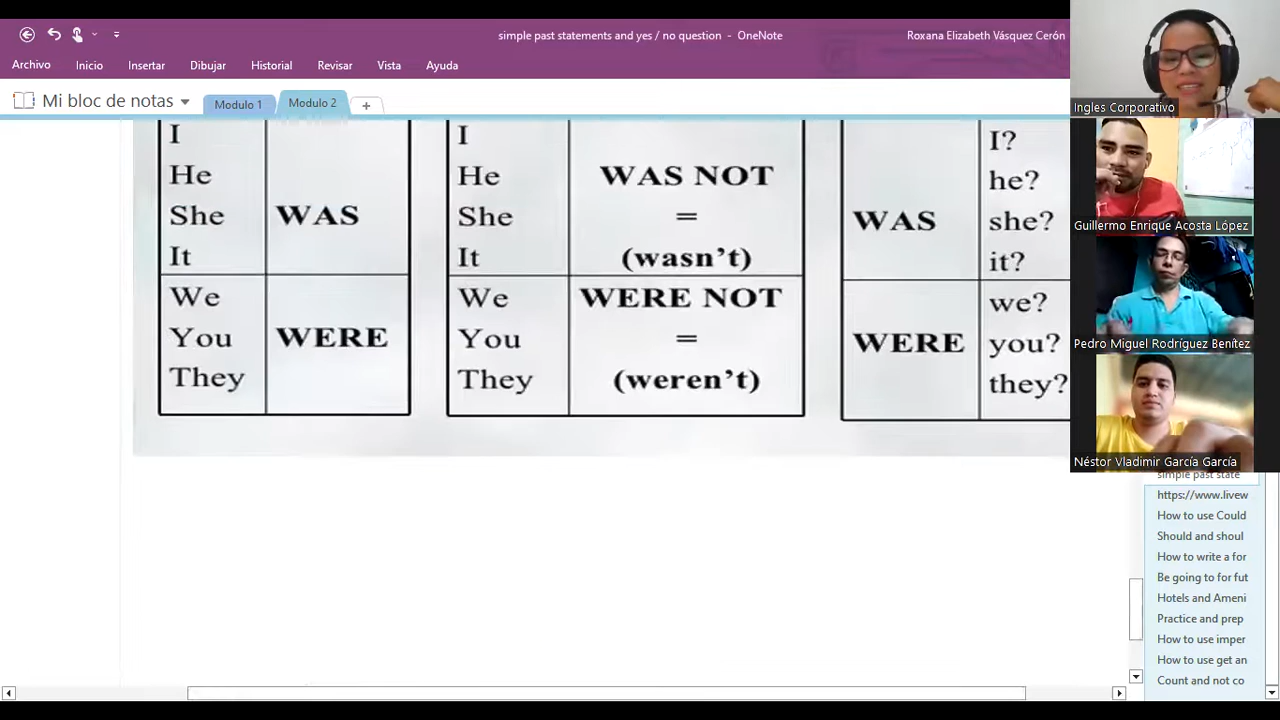 simple past statements and yes / no question - OneNote
Roxana Elizabeth Vásquez Cerón
Archivo Inicio Insertar Dibujar Historial Revisar Vista Ayuda
Mi bloc de notas Modulo 1 Modulo 2
I
He
She
It
WAS
We
You
They
WERE
I
He
She
It
WAS NOT
=
(wasn't)
We
You
They
WERE NOT
=
(weren't)
WAS
I?
he?
she?
it?
WERE
we?
you?
they?
Ingles Corporativo
Guillermo Enrique Acosta López
Pedro Miguel Rodríguez Benítez
Néstor Vladimir García García
simple past state
https://www.livew
How to use Could
Should and shoul
How to write a for
Be going to for fut
Hotels and Ameni
Practice and prep
How to use imper
How to use get an
Count and not co